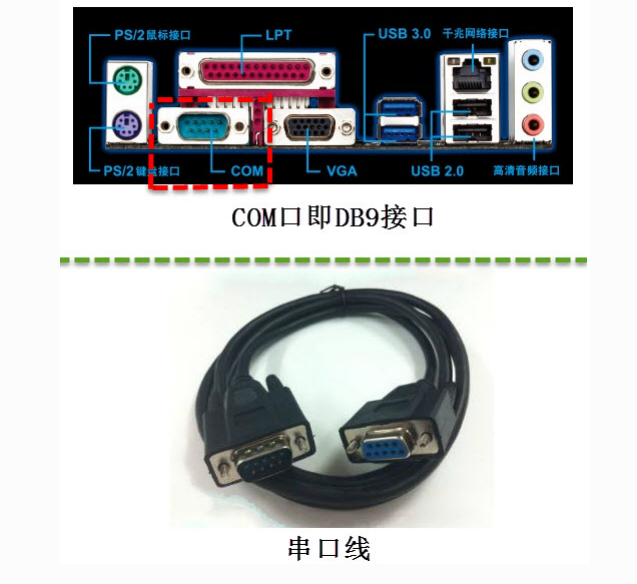 PS/2鼠标接口
LPT
USB 3.0
千兆网络接口
PS/2键盘接口
COM
VGA
USB 2.0
高清音频接口
COM口即DB9接口
串口线